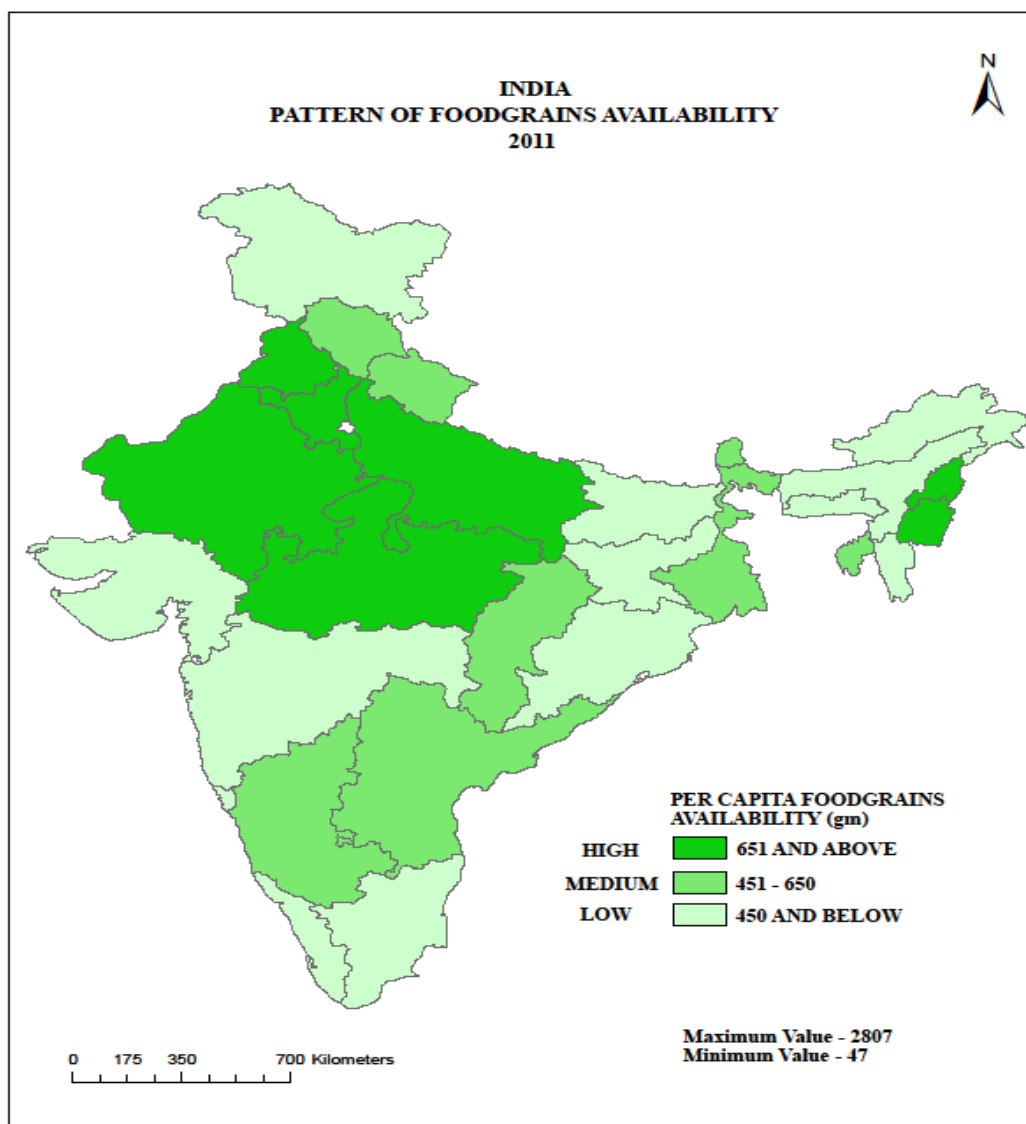 N
INDIA
PATTERN OF FOODGRAINS AVAILABILITY
2011
PER CAPITA FOODGRAINS
AVAILABILITY (gm)
HIGH 651 AND ABOVE
MEDIUM 451 - 650
LOW 450 AND BELOW
Maximum Value - 2807
Minimum Value - 47
0 175 350 700 Kilometers